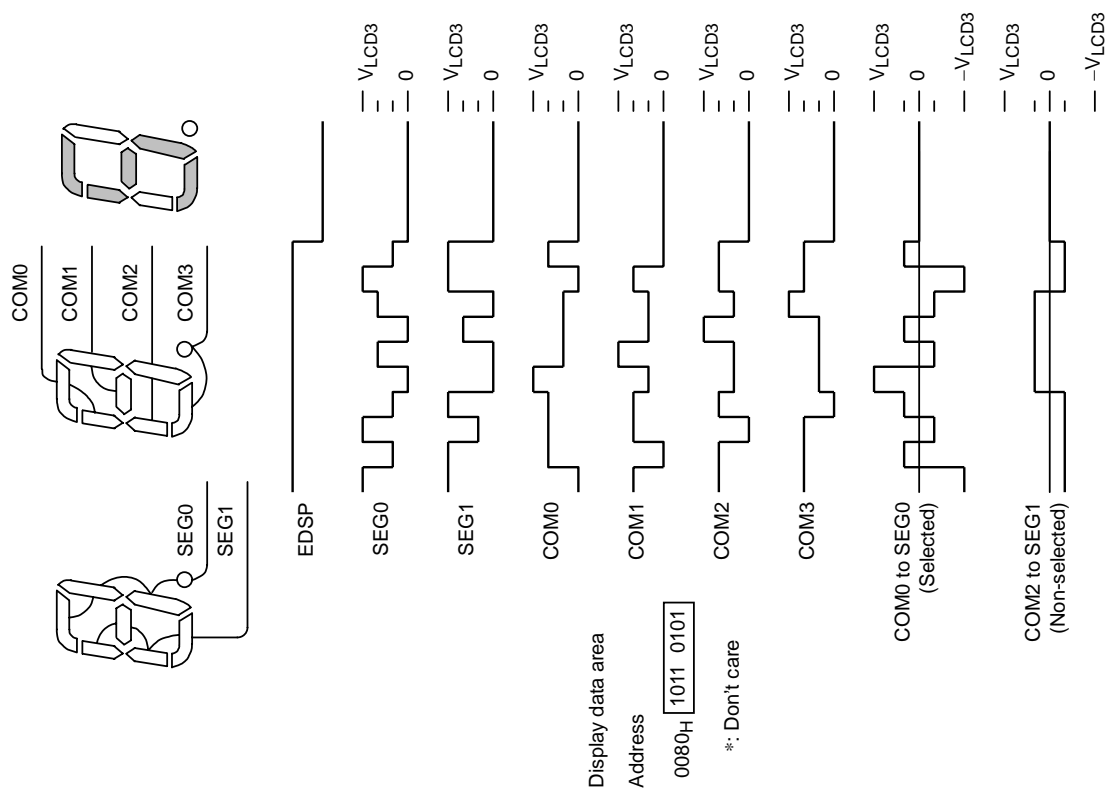 COM0
COM1
COM2
SEG0
COM3
SEG1
EDSP
SEG0
VLCD3
0
SEG1
VLCD3
0
COM0
VLCD3
0
COM1
VLCD3
0
COM2
VLCD3
0
COM3
VLCD3
0
COM0 to SEG0
(Selected)
VLCD3
0
−VLCD3
COM2 to SEG1
(Non-selected)
VLCD3
0
−VLCD3
Display data area
Address
0080H 1011 0101
*: Don't care